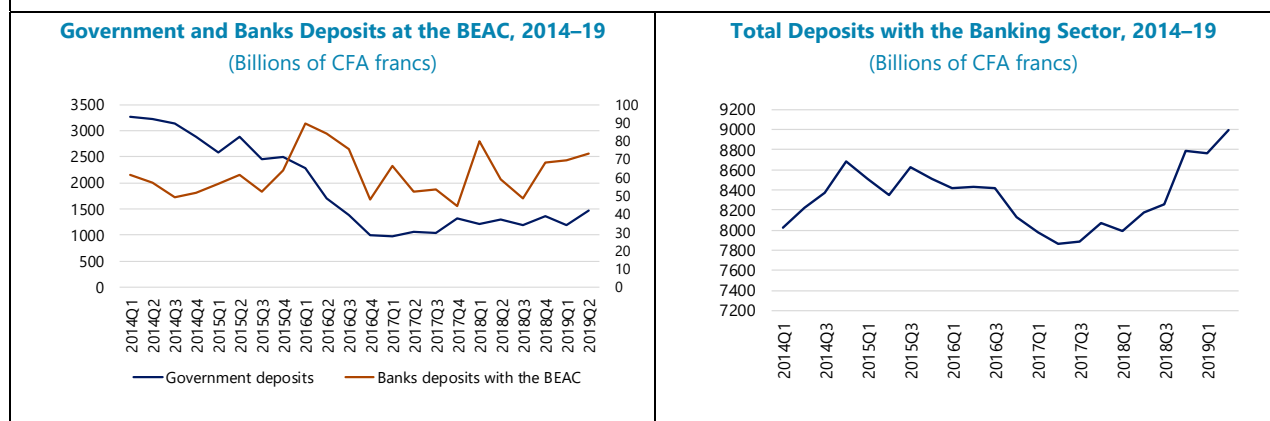 Government and Banks Deposits at the BEAC, 2014–19
(Billions of CFA francs)
3500
3000
2500
2000
1500
1000
500
0
100
90
80
70
60
50
40
30
20
10
0
2014Q1
2014Q2
2014Q3
2014Q4
2015Q1
2015Q2
2015Q3
2015Q4
2016Q1
2016Q2
2016Q3
2016Q4
2017Q1
2017Q2
2017Q3
2017Q4
2018Q1
2018Q2
2018Q3
2018Q4
2019Q1
2019Q2
Government deposits
Banks deposits with the BEAC
Total Deposits with the Banking Sector, 2014–19
(Billions of CFA francs)
9200
9000
8800
8600
8400
8200
8000
7800
7600
7400
7200
2014Q1
2014Q3
2015Q1
2015Q3
2016Q1
2016Q3
2017Q1
2017Q3
2018Q1
2018Q3
2019Q1